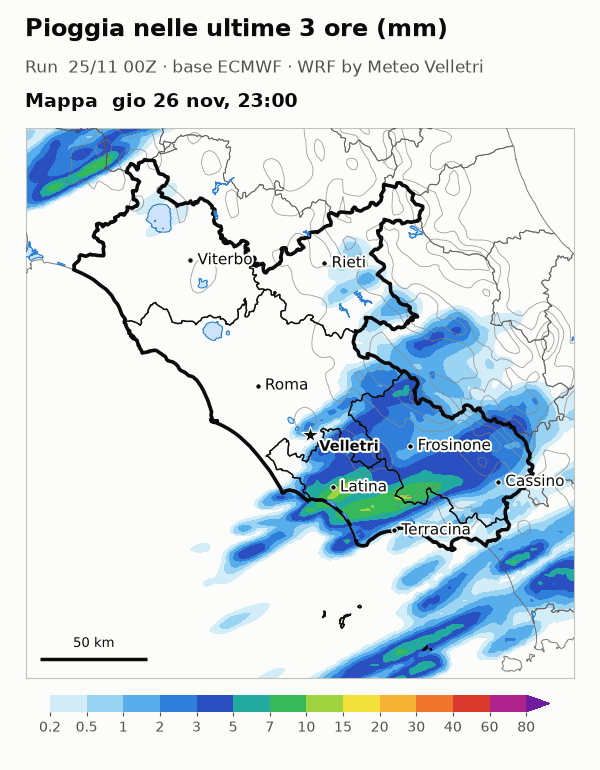 Pioggia nelle ultime 3 ore (mm)
Run  25/11 00Z · base ECMWF · WRF by Meteo Velletri
Mappa  gio 26 nov, 23:00
Viterbo
Rieti
Roma
Velletri
Frosinone
Latina
Cassino
Terracina
50 km
0.2 0.5 1 2 3 5 7 10 15 20 30 40 60 80